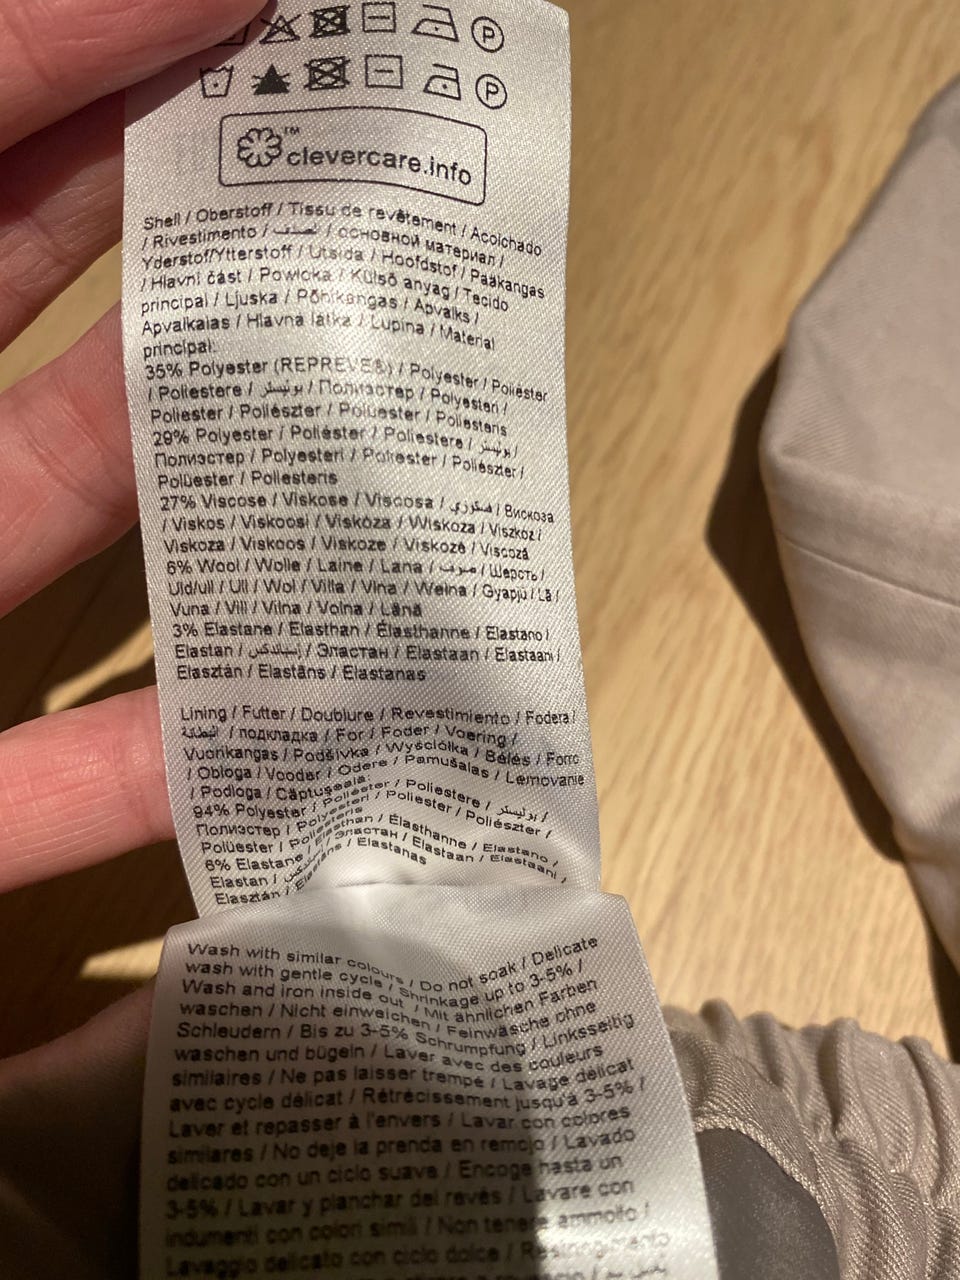 P
P
™
clevercare.info
Shell / Oberstoff / Tissu de revêtement / Acolchado
/ Rivestimento / / основной материал /
Yderstof/Ytterstoff / Utsida / Hoofdstof / Pääkangas
/ Hlavní část / Powłoka / Külső anyag / Tecido
principal / Ljuska / Põhikangas / Apvalks /
Apvalkalas / Hlavna látka / Lupina / Material
principal:
35% Polyester (REPREVE®) / Polyester / Poliéster
/ Poliestere / بوليستر / Полиэстер / Polyesteri /
Poliester / Poliészter / Polüester / Poliesteris
29% Polyester / Poliéster / Poliestere / بوليستر /
Полиэстер / Polyesteri / Poliester / Poliészter /
Polüester / Poliesteris
27% Viscose / Viskose / Viscosa / / Вискоза
/ Viskos / Viskoosi / Viskóza / Wiskoza / Viszkóz /
Viskoza / Viskoos / Viskoze / Viskozė / Viscoză
6% Wool / Wolle / Laine / Lana / صوف / Шерсть /
Uld/ull / Ull / Wol / Villa / Vlna / Wełna / Gyapjú / Lã /
Vuna / Vill / Vilna / Volna / Lână
3% Elastane / Elasthan / Élasthanne / Elastano /
Elastan / / Эластан / Elastaan / Elastaani /
Elasztán / Elastāns / Elastanas
Lining / Futter / Doublure / Revestimiento / Fodera /
البطانة / подкладка / For / Foder / Voering /
Vuorikangas / Podšívka / Wyściółka / Bélés / Forro
/ Obloga / Vooder / Odere / Pamušalas / Lemovanie
/ Podloga / Căptușeală:
94% Polyester / Poliéster / Poliestere / بوليستر /
Полиэстер / Polyesteri / Poliester / Poliészter /
Polüester / Poliesteris
6% Elastane / Elasthan / Élasthanne / Elastano /
Elastan / / Эластан / Elastaan / Elastaani /
Elasztán / Elastāns / Elastanas
Wash with similar colours / Do not soak / Delicate
wash with gentle cycle / Shrinkage up to 3-5% /
Wash and iron inside out / Mit ähnlichen Farben
waschen / Nicht einweichen / Feinwäsche ohne
Schleudern / Bis zu 3-5% Schrumpfung / Linksseitig
waschen und bügeln / Laver avec des couleurs
similaires / Ne pas laisser trempé / Lavage délicat
avec cycle délicat / Rétrécissement jusqu'à 3-5% /
Laver et repasser à l'envers / Lavar con colores
similares / No deje la prenda en remojo / Lavado
delicado con un ciclo suave / Encoge hasta un
3-5% / Lavar y planchar del revés / Lavare con
indumenti con colori simili / Non tenere ammollo /
Lavaggio delicato con ciclo dolce / Restringimento